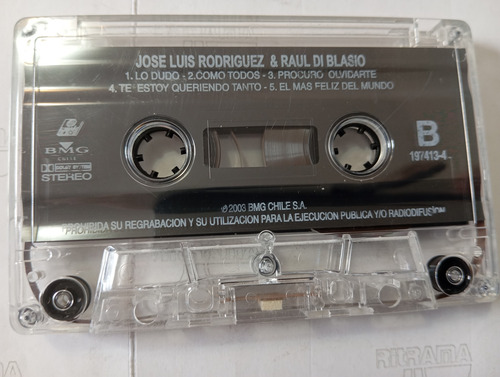 JOSE LUIS RODRIGUEZ & RAUL DI BLASIO
1. LO DUDO - 2.COMO TODOS - 3. PROCURO OLVIDARTE
4. TE ESTOY QUERIENDO TANTO - 5. EL MAS FELIZ DEL MUNDO
BMG
CHILE
STEREO
B
197413-4
℗ 2003 BMG CHILE S.A.
PROHIBIDA SU REGRABACION Y SU UTILIZACION PARA LA EJECUCION PUBLICA Y/O RADIODIFUSION
RITRAMA